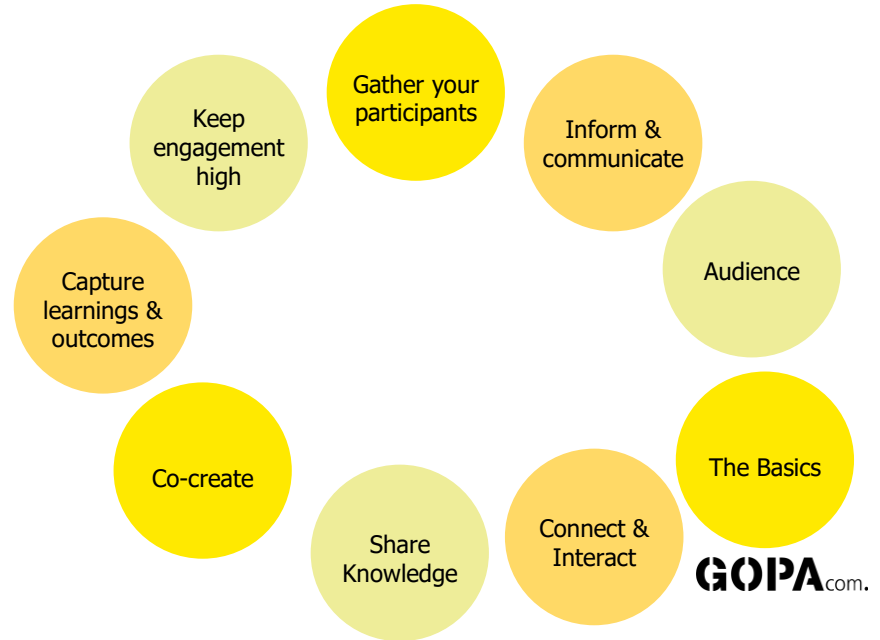 Gather your
participants
Inform &
communicate
Audience
The Basics
Connect &
Interact
Share
Knowledge
Co-create
Capture
learnings &
outcomes
Keep
engagement
high
GOPAcom.